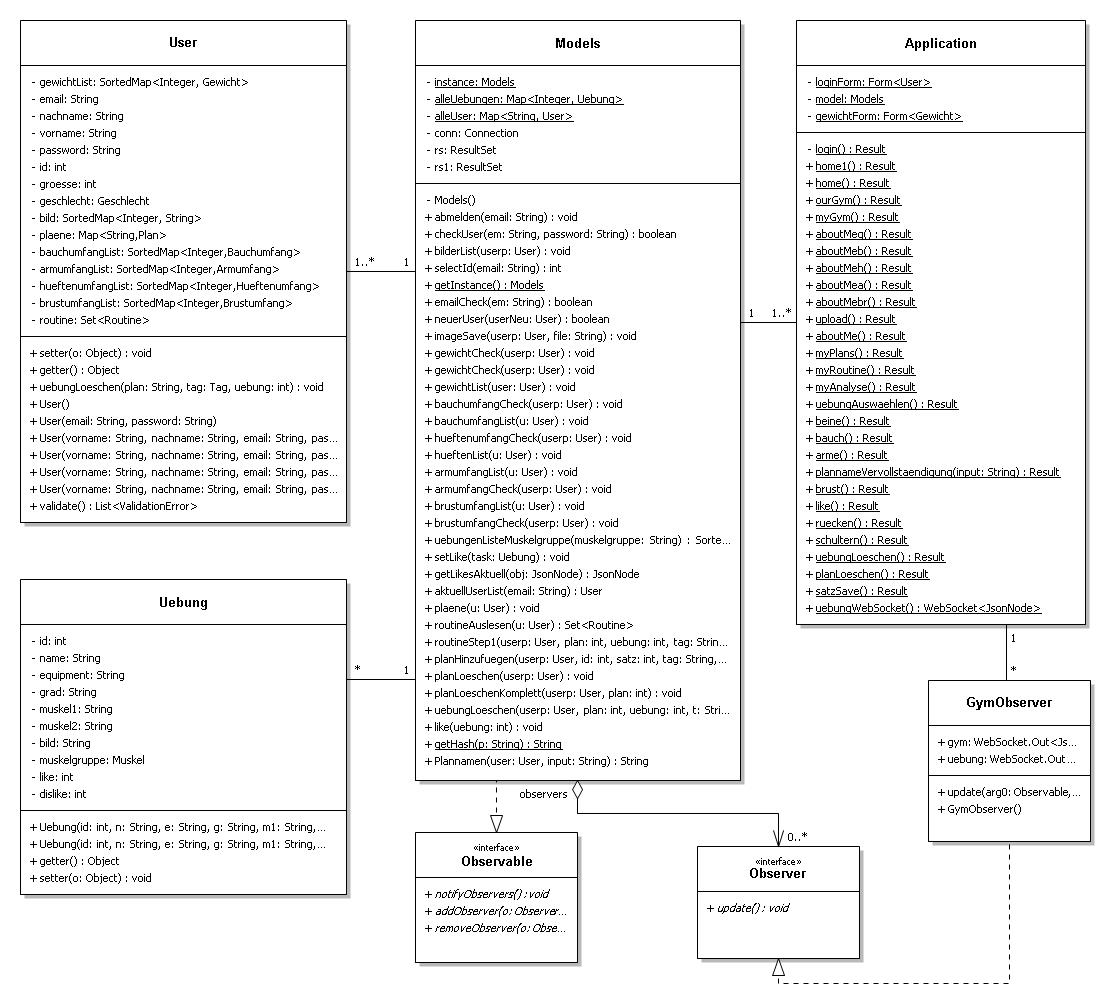 User
- gewichtList: SortedMap<Integer, Gewicht>
- email: String
- nachname: String
- vorname: String
- password: String
- id: int
- groesse: int
- geschlecht: Geschlecht
- bild: SortedMap<Integer, String>
- plaene: Map<String,Plan>
- bauchumfangList: SortedMap<Integer,Bauchumfang>
- armumfangList: SortedMap<Integer,Armumfang>
- hueftenumfangList: SortedMap<Integer,Hueftenumfang>
- brustumfangList: SortedMap<Integer,Brustumfang>
- routine: Set<Routine>
+ setter(o: Object) : void
+ getter() : Object
+ uebungLoeschen(plan: String, tag: Tag, uebung: int) : void
+ User()
+ User(email: String, password: String)
+ User(vorname: String, nachname: String, email: String, pas...
+ User(vorname: String, nachname: String, email: String, pas...
+ User(vorname: String, nachname: String, email: String, pas...
+ User(vorname: String, nachname: String, email: String, pas...
+ validate() : List<ValidationError>
1..*
1
Models
- instance: Models
- alleUebungen: Map<Integer, Uebung>
- alleUser: Map<String, User>
- conn: Connection
- rs: ResultSet
- rs1: ResultSet
- Models()
+ abmelden(email: String) : void
+ checkUser(em: String, password: String) : boolean
+ bilderList(userp: User) : void
+ selectId(email: String) : int
+ getInstance() : Models
+ emailCheck(em: String) : boolean
+ neuerUser(userNeu: User) : boolean
+ imageSave(userp: User, file: String) : void
+ gewichtCheck(userp: User) : void
+ gewichtCheck(userp: User) : void
+ gewichtList(user: User) : void
+ bauchumfangCheck(userp: User) : void
+ bauchumfangList(u: User) : void
+ hueftenumfangCheck(userp: User) : void
+ hueftenList(u: User) : void
+ armumfangList(u: User) : void
+ armumfangCheck(userp: User) : void
+ brustumfangList(u: User) : void
+ brustumfangCheck(userp: User) : void
+ uebungenListeMuskelgruppe(muskelgruppe: String) : Sorte...
+ setLike(task: Uebung) : void
+ getLikesAktuell(obj: JsonNode) : JsonNode
+ aktuellUserList(email: String) : User
+ plaene(u: User) : void
+ routineAuslesen(u: User) : Set<Routine>
+ routineStep1(userp: User, plan: int, uebung: int, tag: Strin...
+ planHinzufuegen(userp: User, id: int, satz: int, tag: String,...
+ planLoeschen(userp: User) : void
+ planLoeschenKomplett(userp: User, plan: int) : void
+ uebungLoeschen(userp: User, plan: int, uebung: int, t: Stri...
+ like(uebung: int) : void
+ getHash(p: String) : String
+ Plannamen(user: User, input: String) : String
1
1..*
Application
- loginForm: Form<User>
- model: Models
- gewichtForm: Form<Gewicht>
- login() : Result
+ home1() : Result
+ home() : Result
+ ourGym() : Result
+ myGym() : Result
+ aboutMeg() : Result
+ aboutMeb() : Result
+ aboutMeh() : Result
+ aboutMea() : Result
+ aboutMebr() : Result
+ upload() : Result
+ aboutMe() : Result
+ myPlans() : Result
+ myRoutine() : Result
+ myAnalyse() : Result
+ uebungAuswaehlen() : Result
+ beine() : Result
+ bauch() : Result
+ arme() : Result
+ plannameVervollstaendigung(input: String) : Result
+ brust() : Result
+ like() : Result
+ ruecken() : Result
+ schultern() : Result
+ uebungLoeschen() : Result
+ planLoeschen() : Result
+ satzSave() : Result
+ uebungWebSocket() : WebSocket<JsonNode>
1
*
Uebung
- id: int
- name: String
- equipment: String
- grad: String
- muskel1: String
- muskel2: String
- bild: String
- muskelgruppe: Muskel
- like: int
- dislike: int
+ Uebung(id: int, n: String, e: String, g: String, m1: String,...
+ Uebung(id: int, n: String, e: String, g: String, m1: String,...
+ getter() : Object
+ setter(o: Object) : void
*
1
GymObserver
+ gym: WebSocket.Out<Js...
+ uebung: WebSocket.Out...
+ update(arg0: Observable,...
+ GymObserver()
observers
0..*
«interface»
Observable
+ notifyObservers() : void
+ addObserver(o: Observer...
+ removeObserver(o: Obse...
«interface»
Observer
+ update() : void